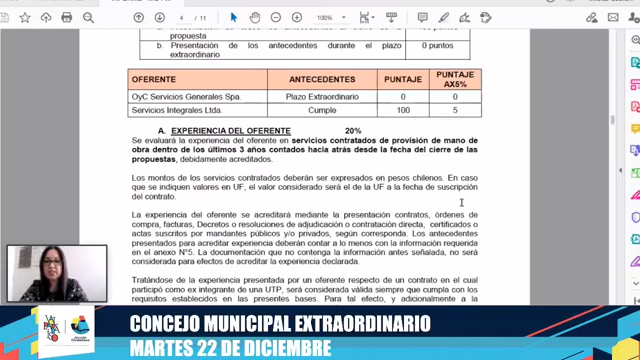 4 / 11
100%
propuesta
b. Presentación de los antecedentes durante el plazo extraordinario
0 puntos
OFERENTE ANTECEDENTES PUNTAJE PUNTAJE AX5%
OyC Servicios Generales Spa. Plazo Extraordinario 0 0
Servicios Integrales Ltda. Cumple 100 5
A. EXPERIENCIA DEL OFERENTE 20%
Se evaluará la experiencia del oferente en servicios contratados de provisión de mano de
obra dentro de los últimos 3 años contados hacía atrás desde la fecha del cierre de las
propuestas, debidamente acreditados.
Los montos de los servicios contratados deberán ser expresados en pesos chilenos. En caso
que se indiquen valores en UF, el valor considerado será el de la UF a la fecha de suscripción
del contrato.
La experiencia del oferente se acreditará mediante la presentación contratos, órdenes de
compra, facturas, Decretos o resoluciones de adjudicación o contratación directa, certificados o
actas suscritos por mandantes públicos y/o privados, según corresponda. Los antecedentes
presentados para acreditar experiencia deberán contar a lo menos con la información requerida
en el anexo N°5. La documentación que no contenga la información antes señalada, no será
considerada para efectos de acreditar la experiencia declarada.
Tratándose de la experiencia presentada por un oferente respecto de un contrato en el cual
participó como ex integrante de una UTP, será considerada válida siempre que cumpla con los
requisitos establecidos en las presentes bases. Para tal efecto, y adicionalmente a la
CONCEJO MUNICIPAL EXTRAORDINARIO
MARTES 22 DE DICIEMBRE